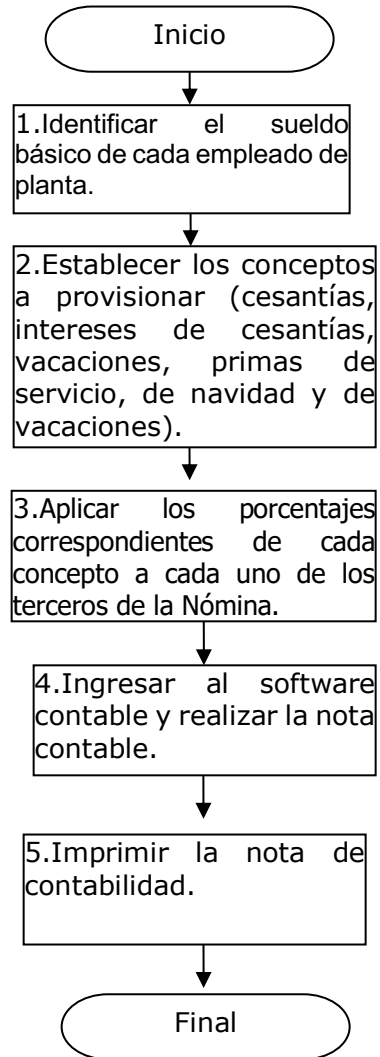 Inicio
1.Identificar el sueldo
básico de cada empleado de
planta.
2.Establecer los conceptos
a provisionar (cesantías,
intereses de cesantías,
vacaciones, primas de
servicio, de navidad y de
vacaciones).
3.Aplicar los porcentajes
correspondientes de cada
concepto a cada uno de los
terceros de la Nómina.
4.Ingresar al software
contable y realizar la nota
contable.
5.Imprimir la nota de
contabilidad.
Final